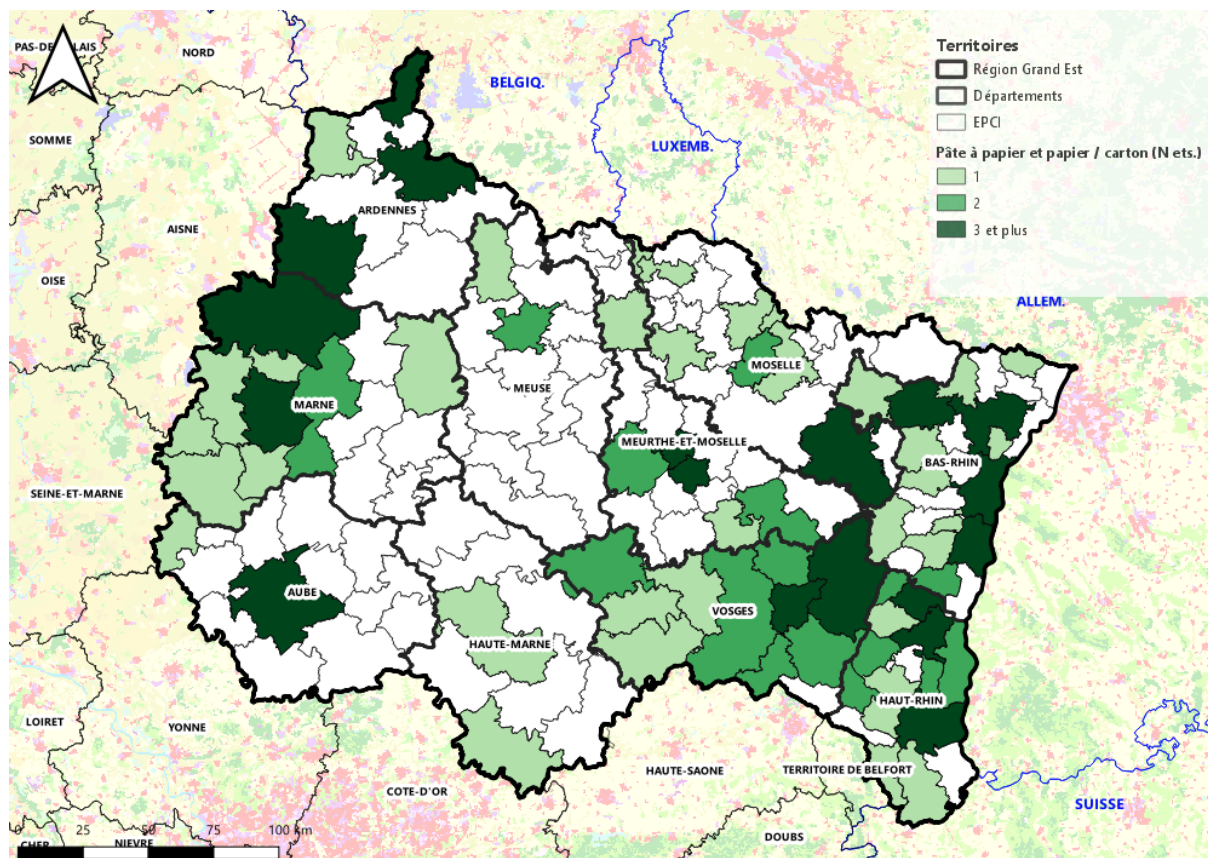 PAS-DE-CALAIS
NORD
BELGIQ.
SOMME
LUXEMB.
AISNE
ARDENNES
OISE
ALLEM.
MOSELLE
MEUSE
MARNE
MEURTHE-ET-MOSELLE
BAS-RHIN
SEINE-ET-MARNE
AUBE
VOSGES
HAUTE-MARNE
HAUT-RHIN
LOIRET
YONNE
HAUTE-SAONE
TERRITOIRE DE BELFORT
COTE-D'OR
SUISSE
DOUBS
CHER
NIEVRE
0 25 50 75 100 km
Territoires
Région Grand Est
Départements
EPCI
Pâte à papier et papier / carton (N ets.)
1
2
3 et plus